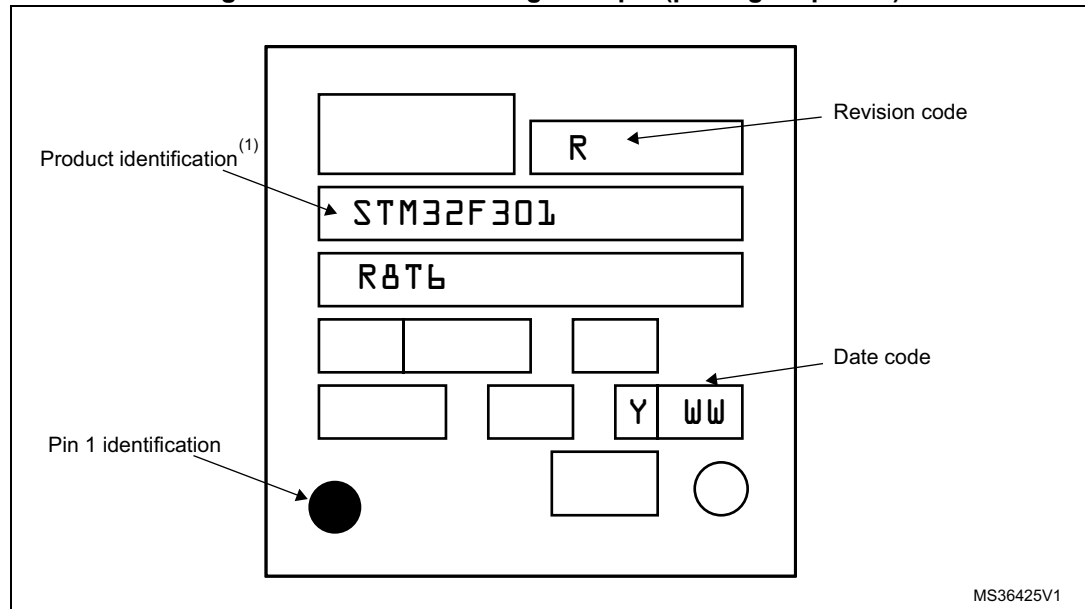 Revision code
R
Product identification(1)
STM32F301
R8T6
Date code
Y WW
Pin 1 identification
MS36425V1